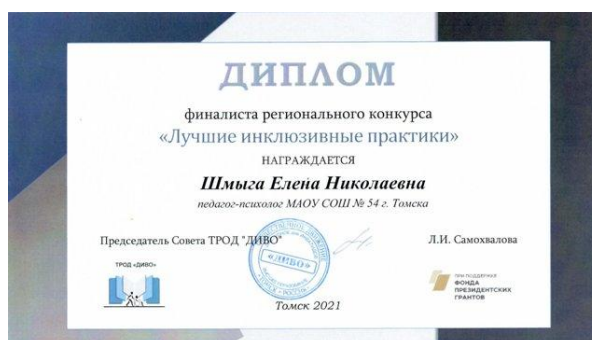 ДИПЛОМ
финалиста регионального конкурса
«Лучшие инклюзивные практики»
НАГРАЖДАЕТСЯ
Шмыга Елена Николаевна
педагог-психолог МАОУ СОШ № 54 г. Томска
Председатель Совета ТРОД "ДИВО"
Л.И. Самохвалова
ТРОД «ДИВО»
«ДИВО»
ПРИ ПОДДЕРЖКЕ
ФОНДА
ПРЕЗИДЕНТСКИХ
ГРАНТОВ
Томск 2021